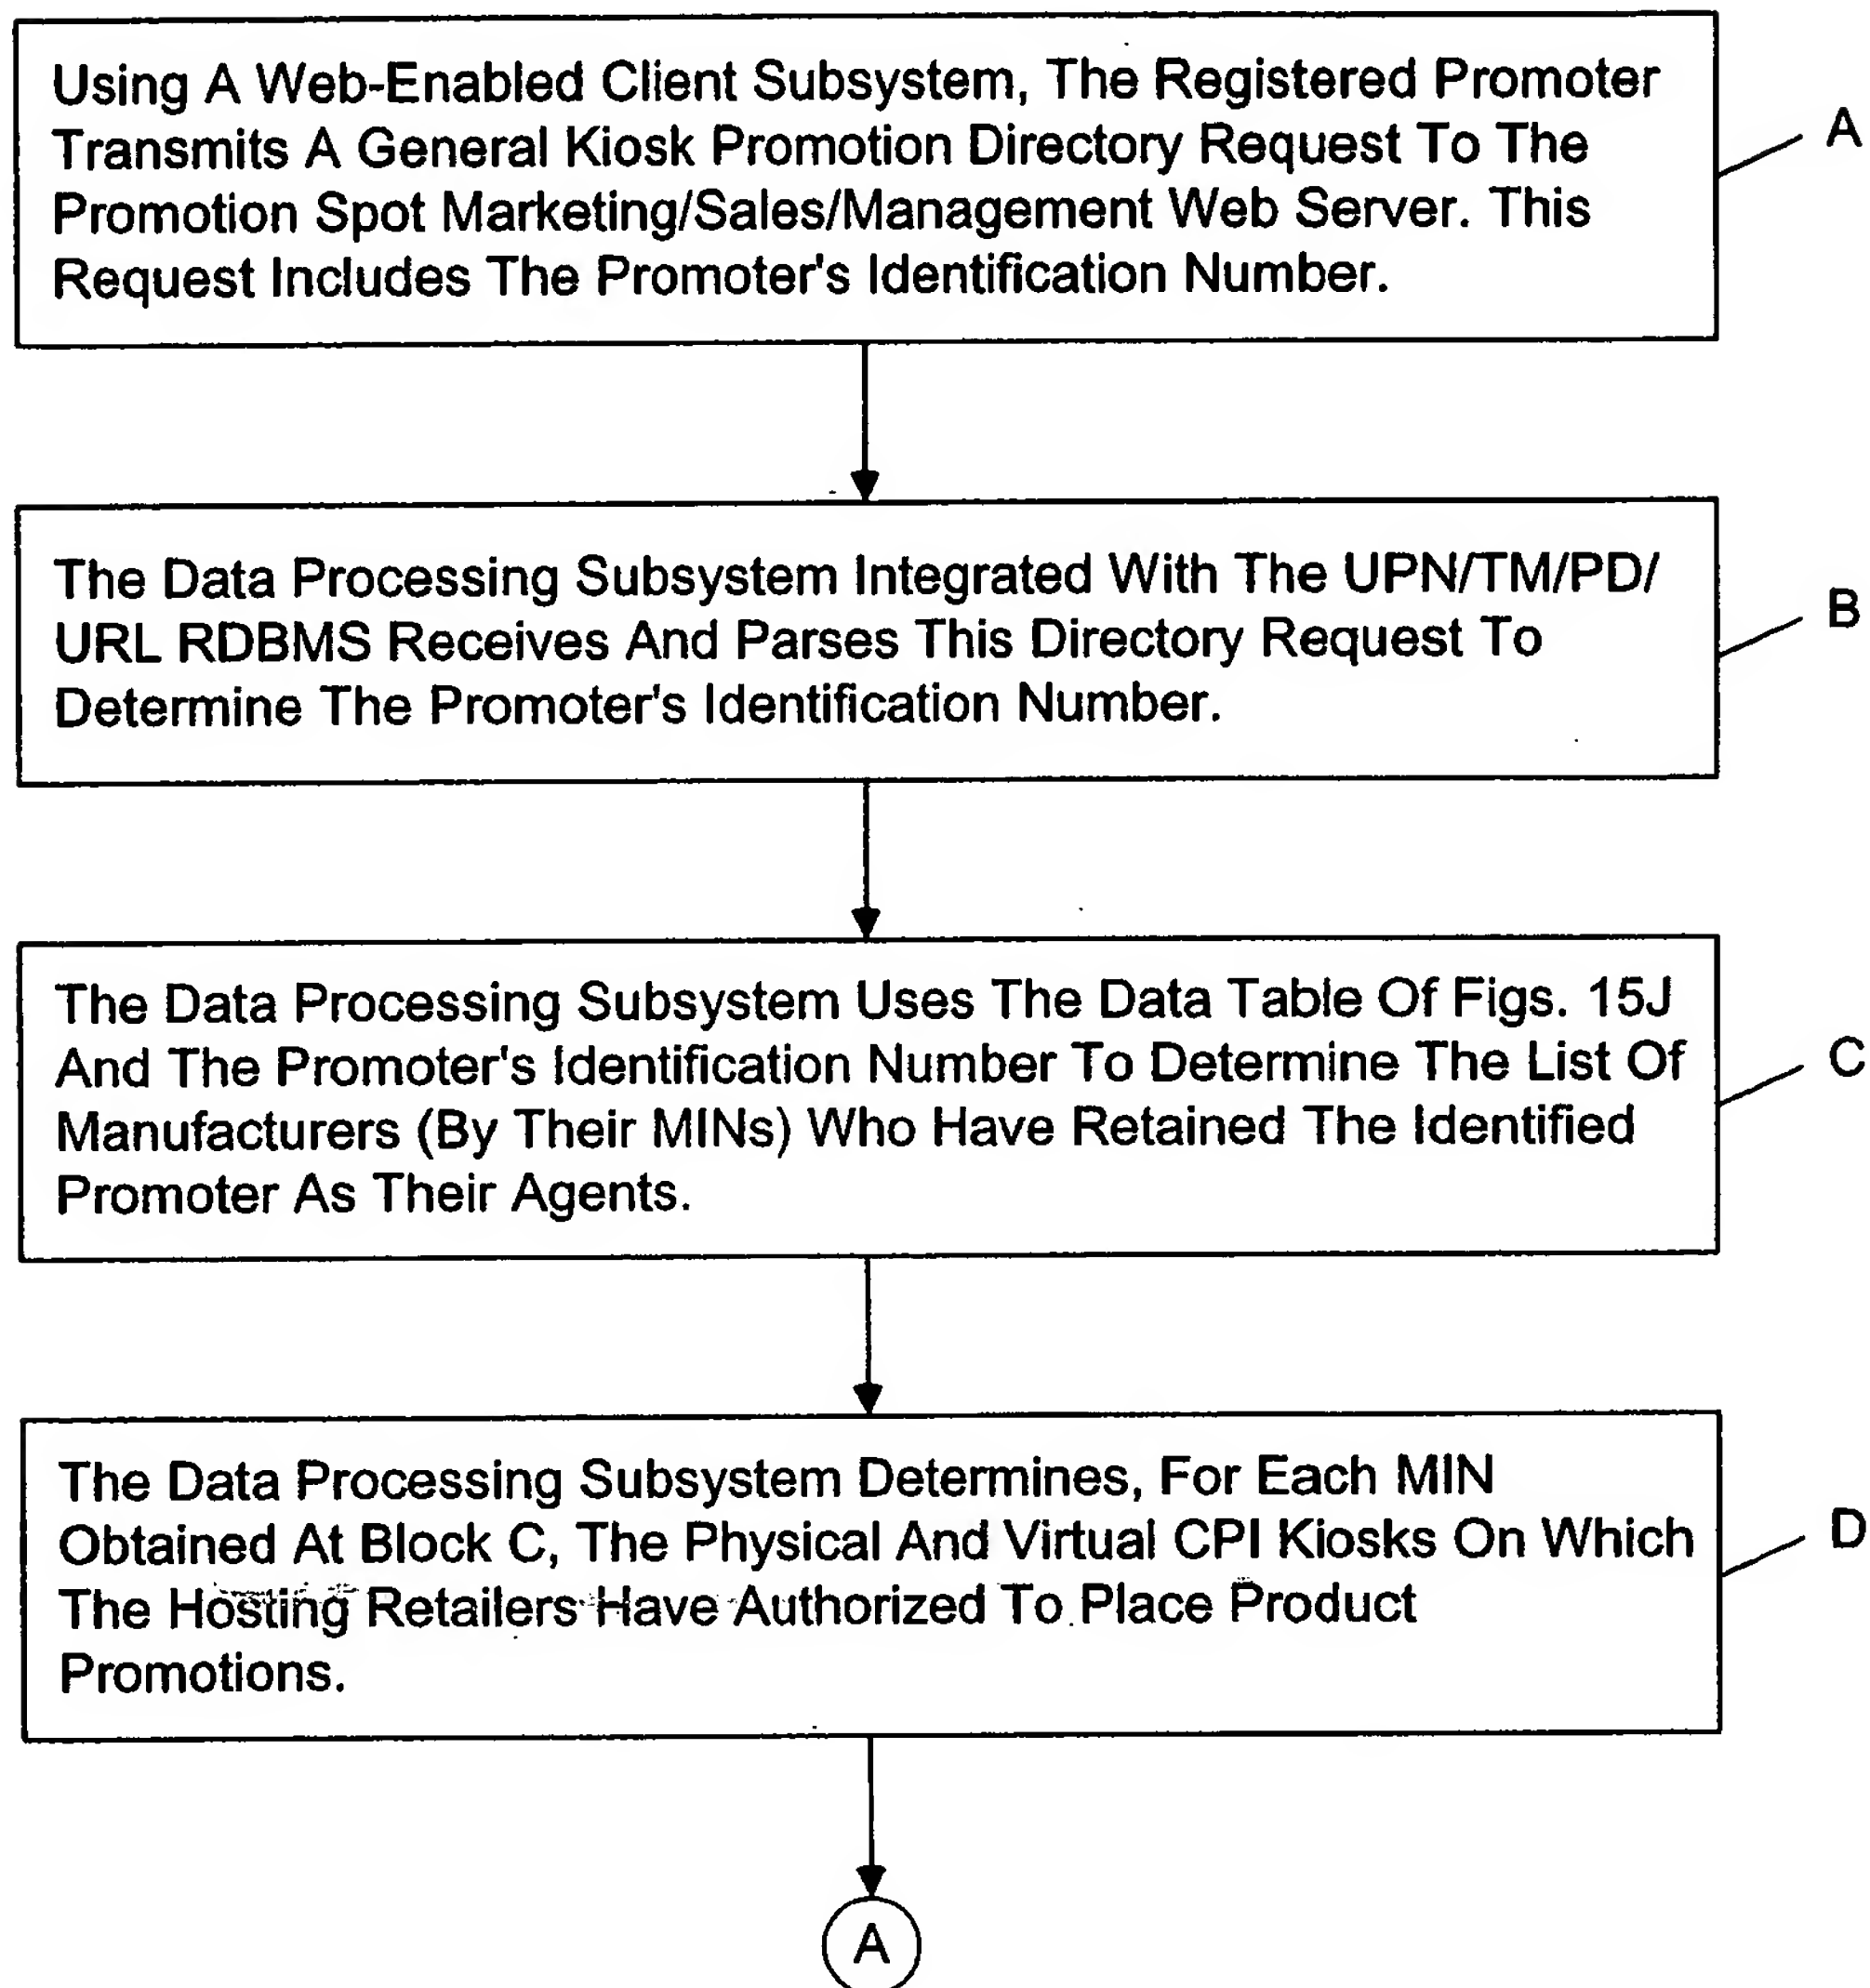 Using A Web-Enabled Client Subsystem, The Registered Promoter
Transmits A General Kiosk Promotion Directory Request To The
Promotion Spot Marketing/Sales/Management Web Server. This
Request Includes The Promoter's Identification Number.
A
The Data Processing Subsystem Integrated With The UPN/TM/PD/
URL RDBMS Receives And Parses This Directory Request To
Determine The Promoter's Identification Number.
B
The Data Processing Subsystem Uses The Data Table Of Figs. 15J
And The Promoter's Identification Number To Determine The List Of
Manufacturers (By Their MINs) Who Have Retained The Identified
Promoter As Their Agents.
C
The Data Processing Subsystem Determines, For Each MIN
Obtained At Block C, The Physical And Virtual CPI Kiosks On Which
The Hosting Retailers Have Authorized To Place Product
Promotions.
D
A